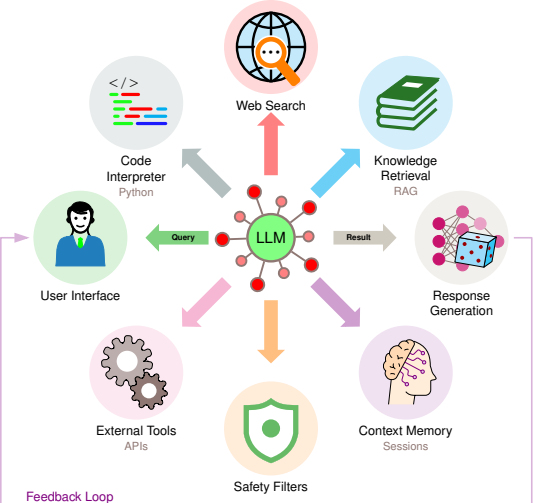 Web Search
</>
Code
Interpreter
Python
Knowledge
Retrieval
RAG
Query
LLM
Result
User Interface
Response
Generation
External Tools
APIs
Context Memory
Sessions
Safety Filters
Feedback Loop